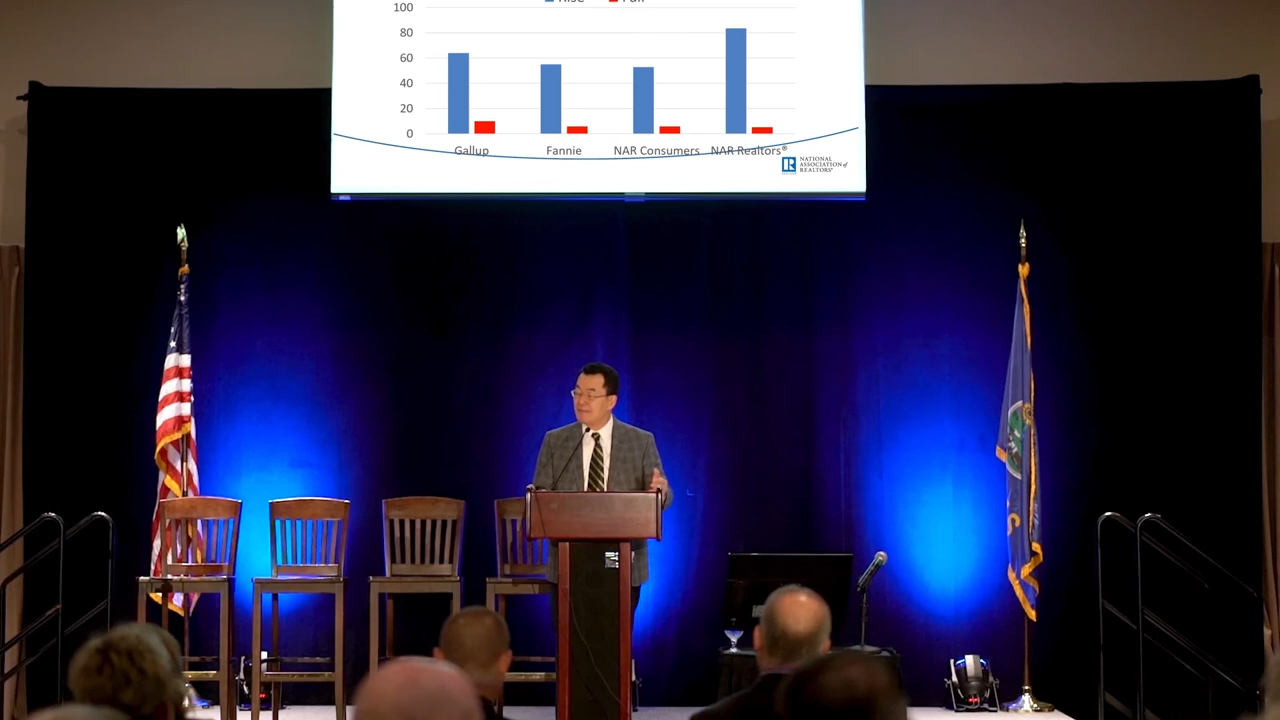 100
80
60
40
20
0
Gallup Fannie NAR Consumers NAR Realtors®
NATIONAL
ASSOCIATION of
REALTORS®